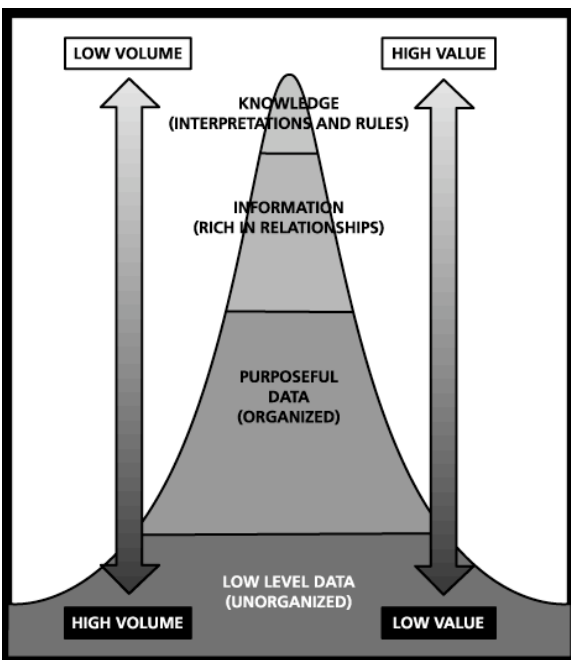 LOW VOLUME
HIGH VALUE
KNOWLEDGE
(INTERPRETATIONS AND RULES)
INFORMATION
(RICH IN RELATIONSHIPS)
PURPOSEFUL
DATA
(ORGANIZED)
LOW LEVEL DATA
(UNORGANIZED)
HIGH VOLUME
LOW VALUE